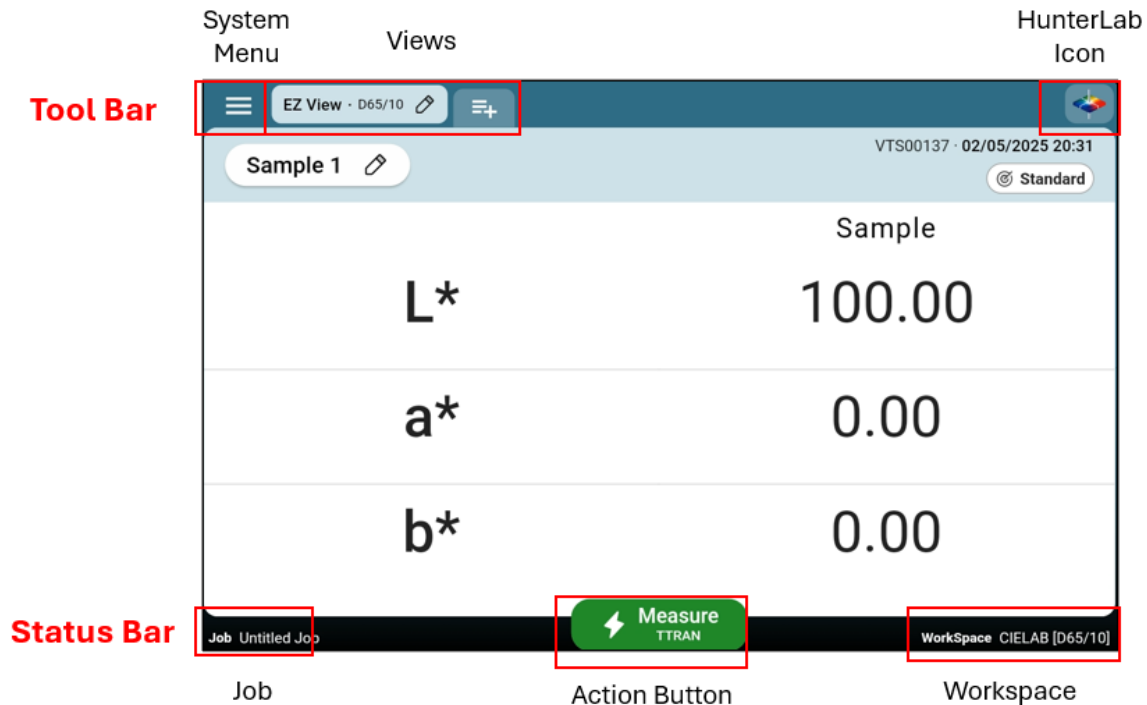 System
Menu
Views
HunterLab
Icon
Tool Bar
EZ View · D65/10
Sample 1
VTS00137 · 02/05/2025 20:31
Standard
Sample
L* 100.00
a* 0.00
b* 0.00
Status Bar
Job Untitled Job
Measure
TTRAN
WorkSpace CIELAB [D65/10]
Job
Action Button
Workspace